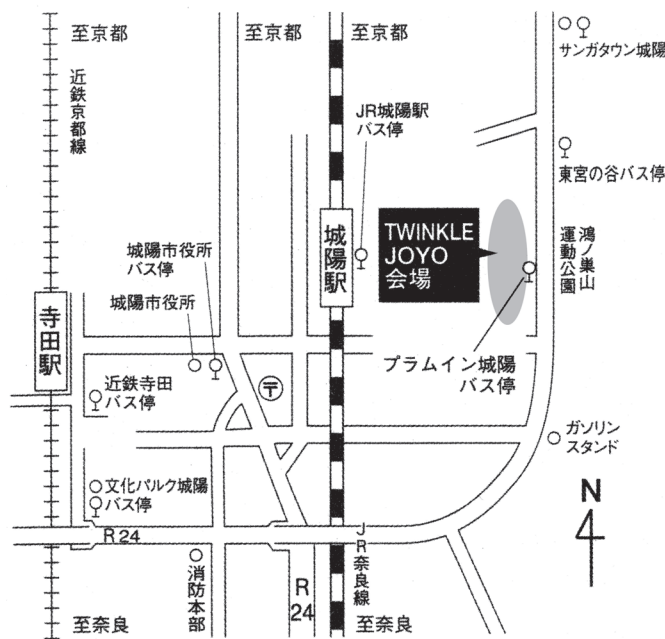 至京都
至京都
至京都
サンガタウン城陽
近鉄京都線
JR城陽駅
バス停
東宮の谷バス停
TWINKLE
JOYO
会場
城陽駅
鴻ノ巣山
運動公園
城陽市役所
バス停
城陽市役所
寺田駅
プラムイン城陽
バス停
近鉄寺田
バス停
〒
ガソリン
スタンド
文化パルク城陽
バス停
N
R24
JR奈良線
消防本部
R
24
至奈良
至奈良